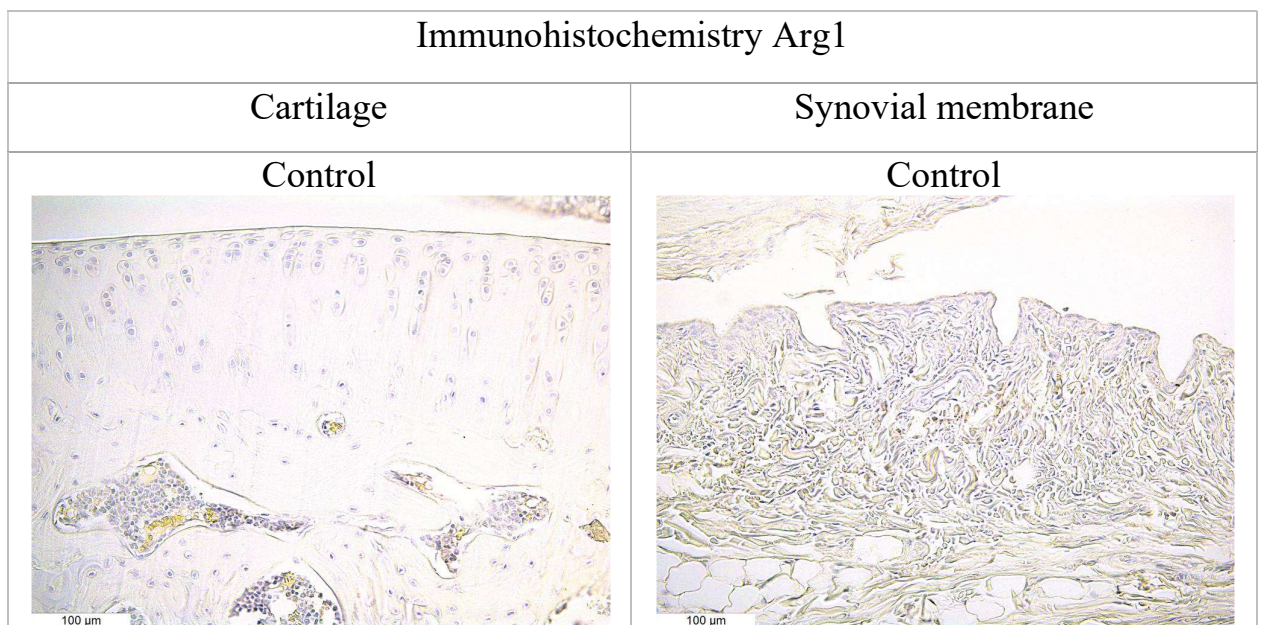 Immunohistochemistry Arg1
Cartilage
Synovial membrane
Control
Control
100 µm
100 µm